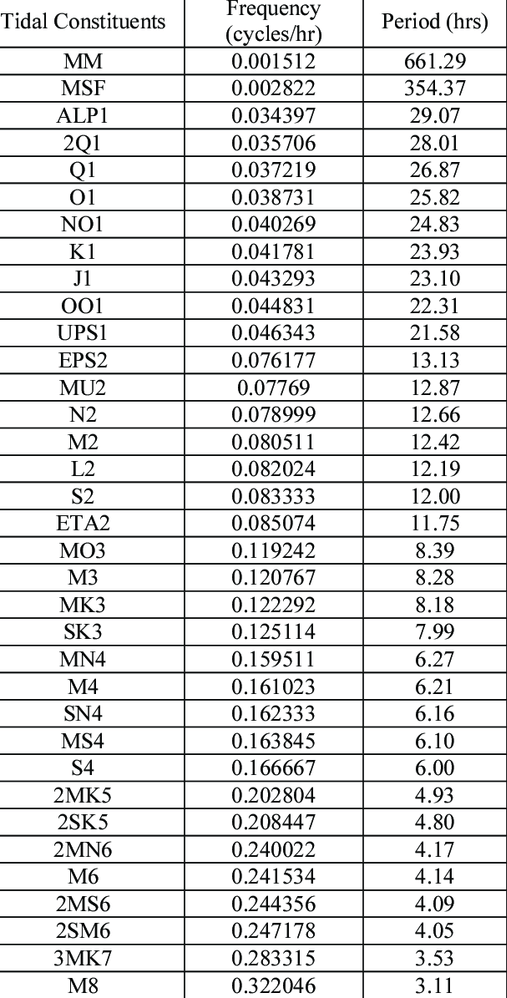 Tidal Constituents Frequency (cycles/hr) Period (hrs)
MM 0.001512 661.29
MSF 0.002822 354.37
ALP1 0.034397 29.07
2Q1 0.035706 28.01
Q1 0.037219 26.87
O1 0.038731 25.82
NO1 0.040269 24.83
K1 0.041781 23.93
J1 0.043293 23.10
OO1 0.044831 22.31
UPS1 0.046343 21.58
EPS2 0.076177 13.13
MU2 0.07769 12.87
N2 0.078999 12.66
M2 0.080511 12.42
L2 0.082024 12.19
S2 0.083333 12.00
ETA2 0.085074 11.75
MO3 0.119242 8.39
M3 0.120767 8.28
MK3 0.122292 8.18
SK3 0.125114 7.99
MN4 0.159511 6.27
M4 0.161023 6.21
SN4 0.162333 6.16
MS4 0.163845 6.10
S4 0.166667 6.00
2MK5 0.202804 4.93
2SK5 0.208447 4.80
2MN6 0.240022 4.17
M6 0.241534 4.14
2MS6 0.244356 4.09
2SM6 0.247178 4.05
3MK7 0.283315 3.53
M8 0.322046 3.11